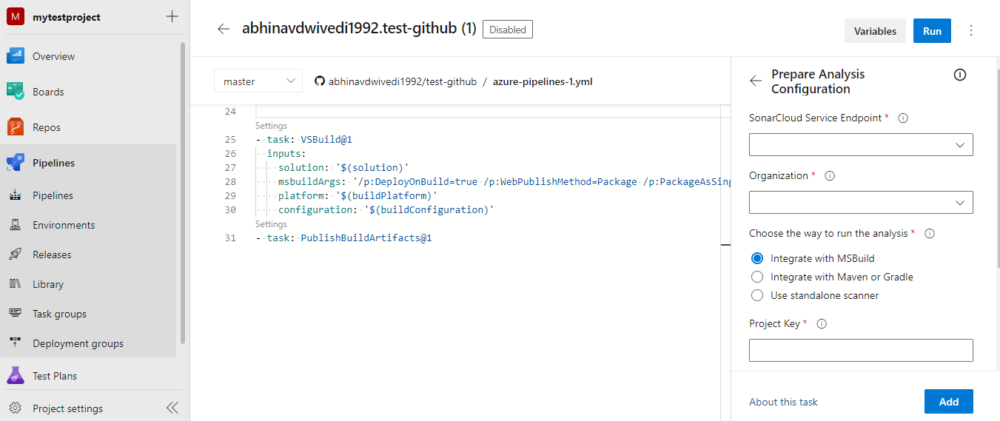 M mytestproject
Overview
Boards
Repos
Pipelines
Pipelines
Environments
Releases
Library
Task groups
Deployment groups
Test Plans
Project settings
abhinavdwivedi1992.test-github (1) Disabled
Variables Run
master abhinavdwivedi1992/test-github / azure-pipelines-1.yml
24
Settings
25 - task: VSBuild@1
26 inputs:
27 solution: '$(solution)'
28 msbuildArgs: '/p:DeployOnBuild=true /p:WebPublishMethod=Package /p:PackageAsSing
29 platform: '$(buildPlatform)'
30 configuration: '$(buildConfiguration)'
Settings
31 - task: PublishBuildArtifacts@1
Prepare Analysis
Configuration
SonarCloud Service Endpoint *
Organization *
Choose the way to run the analysis *
Integrate with MSBuild
Integrate with Maven or Gradle
Use standalone scanner
Project Key *
About this task Add